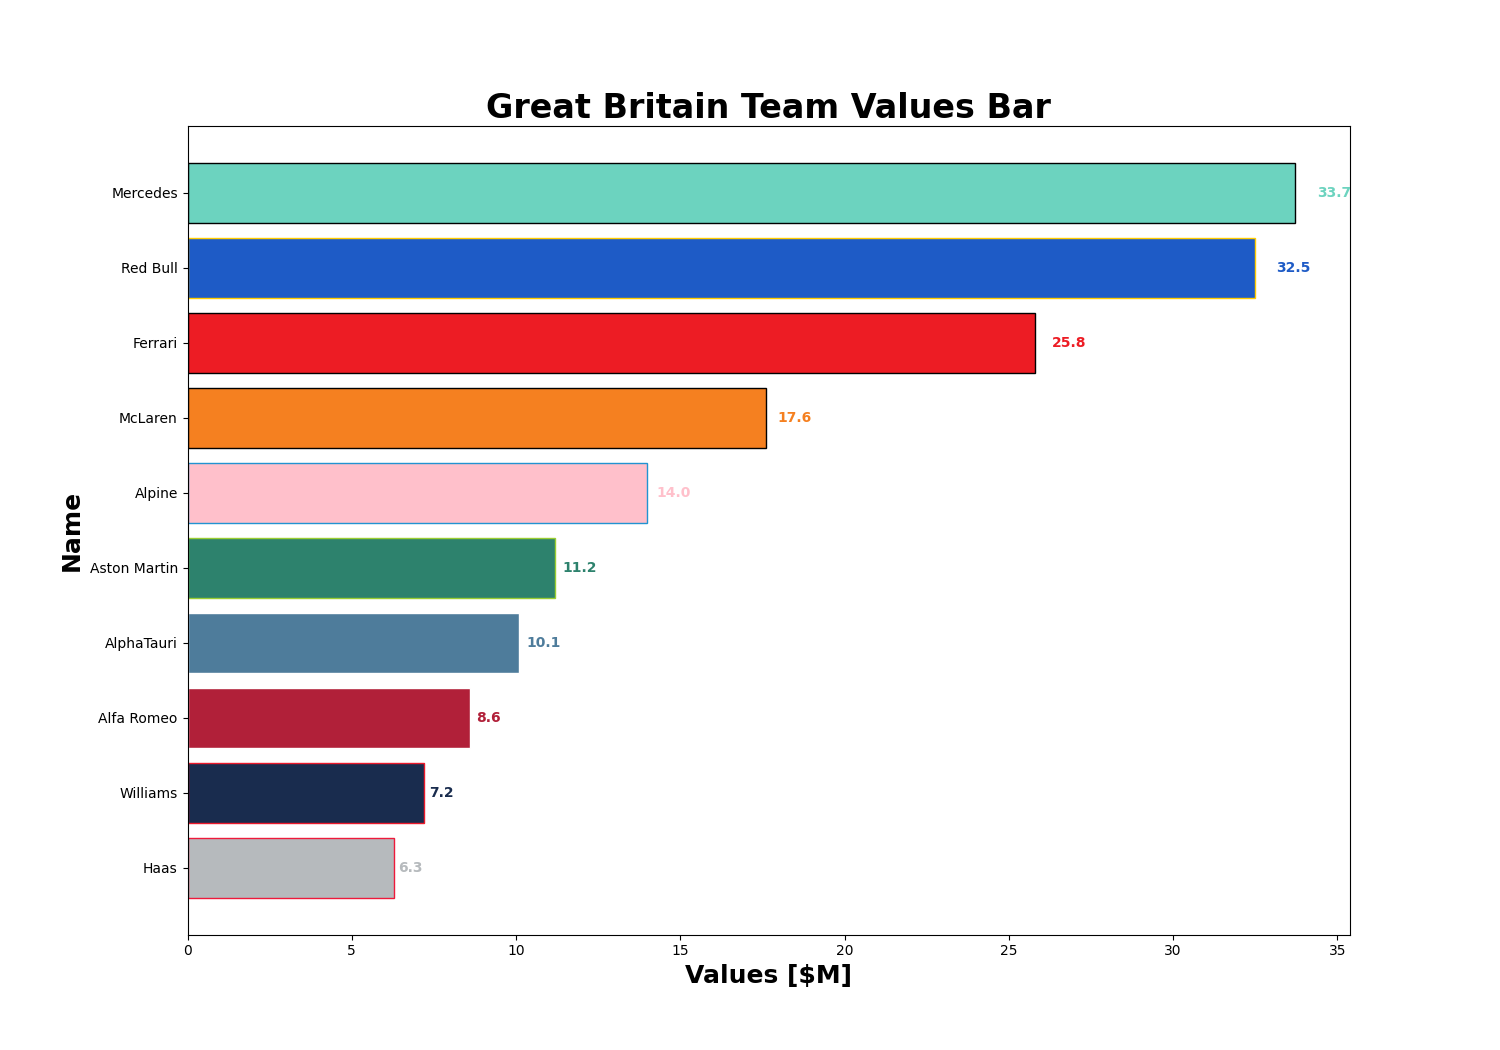 Great Britain Team Values Bar
Mercedes 33.7
Red Bull 32.5
Ferrari 25.8
McLaren 17.6
Alpine 14.0
Name
Aston Martin 11.2
AlphaTauri 10.1
Alfa Romeo 8.6
Williams 7.2
Haas 6.3
0 5 10 15 20 25 30 35
Values [$M]